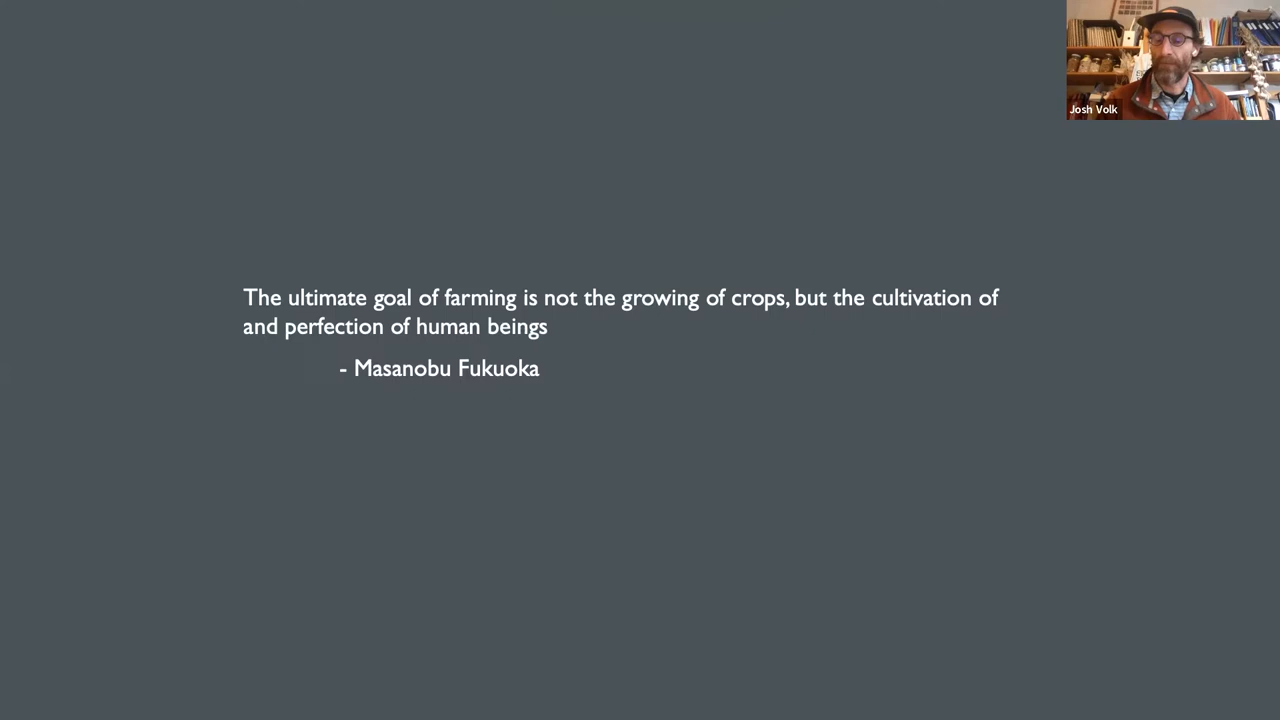 The ultimate goal of farming is not the growing of crops, but the cultivation of
and perfection of human beings
- Masanobu Fukuoka
Josh Volk